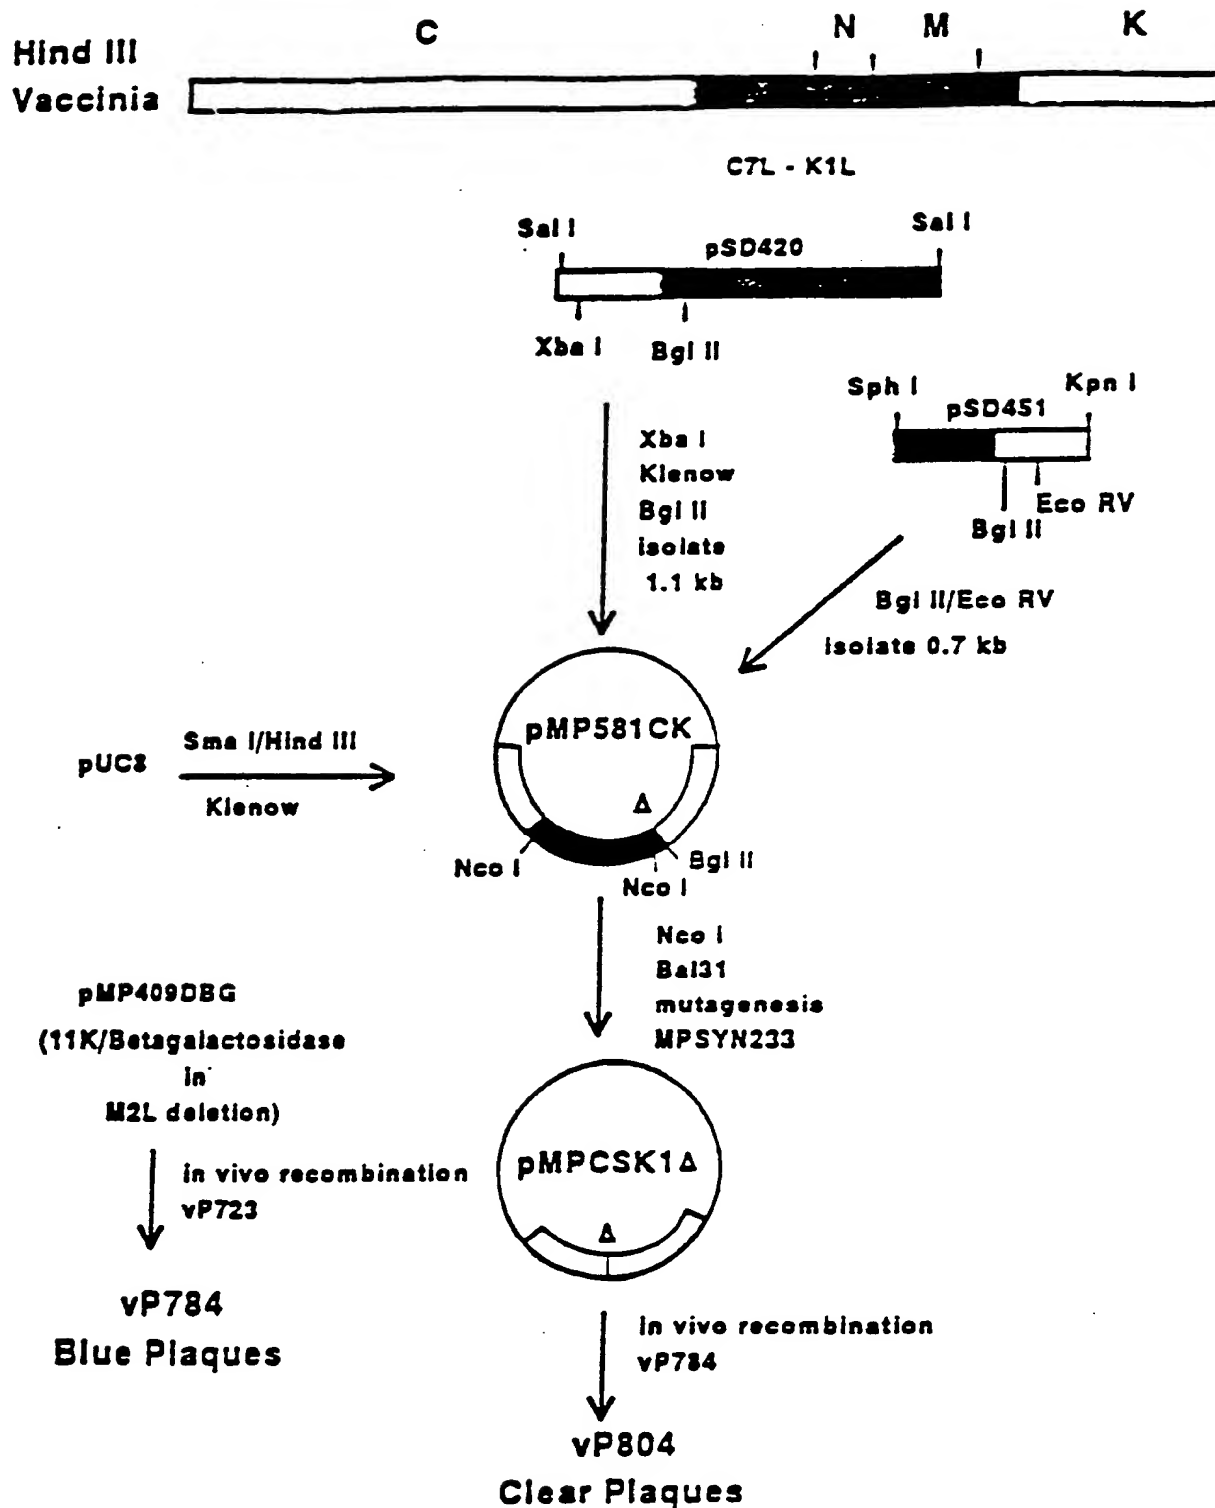 C N M K
Hind III
Vaccinia
C7L - K1L
Sal I Sal I
pSD420
Xba I Bgl II
Sph I Kpn I
pSD451
Eco RV
Bgl II
Xba I
Klenow
Bgl II
isolate
1.1 kb
Bgl II/Eco RV
isolate 0.7 kb
pMP581CK
Δ
pUC8
Sma I/Hind III
Klenow
Nco I
Nco I
Bgl II
Nco I
Bal31
mutagenesis
MPSYN233
pMP409DBG
(11K/Betagalactosidase
in
M2L deletion)
in vivo recombination
vP723
pMPCSK1Δ
Δ
vP784
Blue Plaques
in vivo recombination
vP784
vP804
Clear Plaques